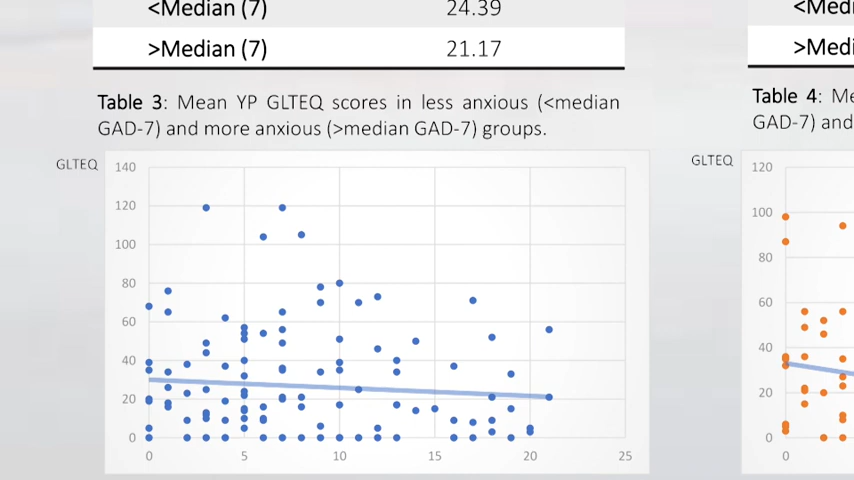 <Median (7) 24.39 <Med
>Median (7) 21.17 >Medi
Table 3: Mean YP GLTEQ scores in less anxious (<median
GAD-7) and more anxious (>median GAD-7) groups.
Table 4: Me
GAD-7) and
GLTEQ
140
120
100
80
60
40
20
0
0 5 10 15 20 25
GLTEQ
120
100
80
60
40
20
0
0